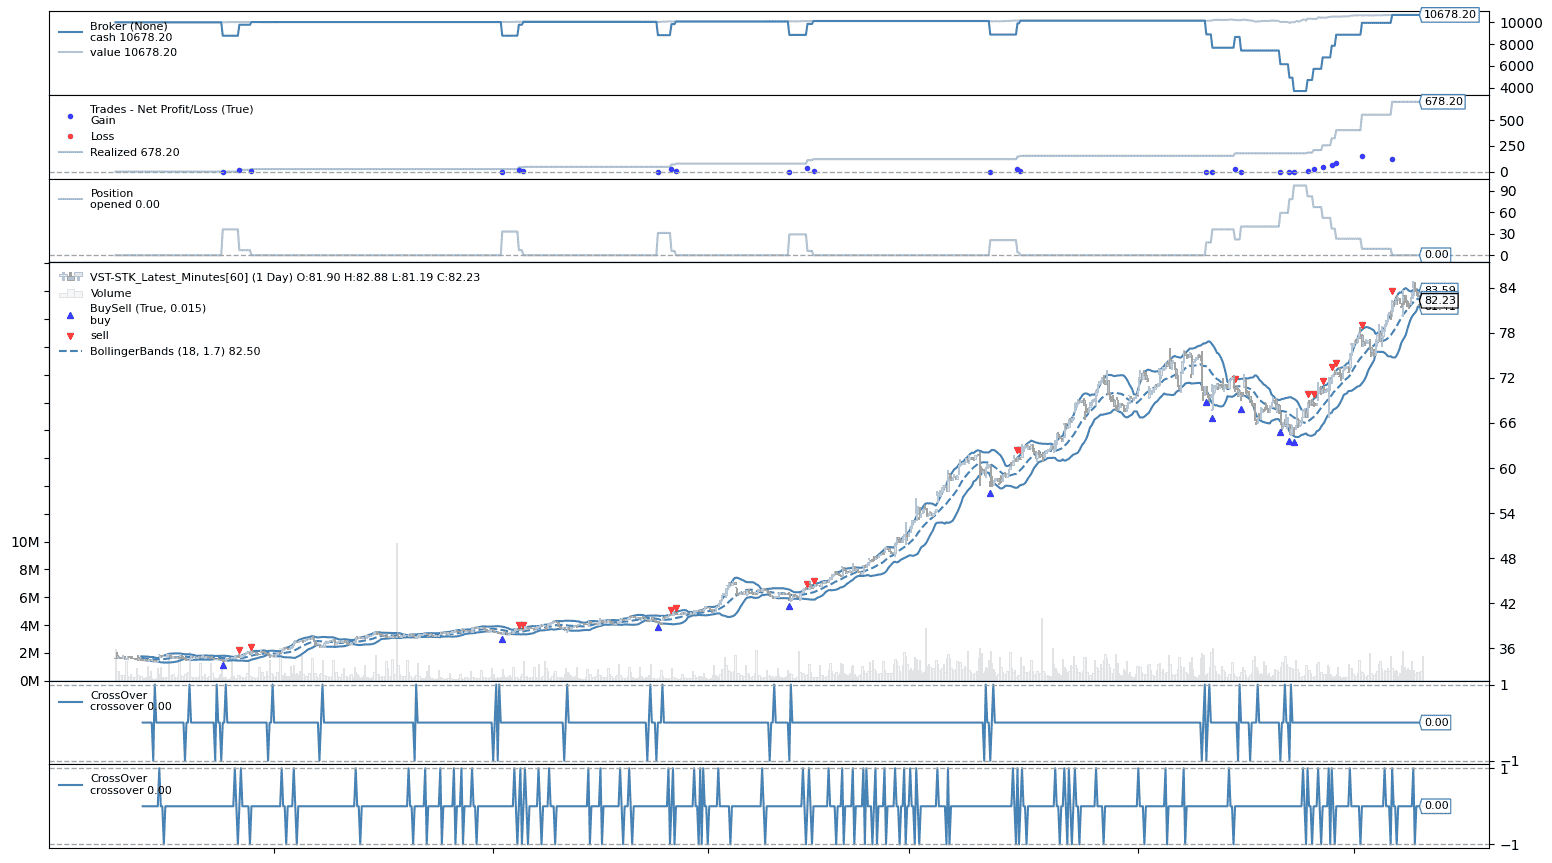 Broker (None)
cash 10678.20
value 10678.20
10678.20
10000
8000
6000
4000
Trades - Net Profit/Loss (True)
Gain
Loss
Realized 678.20
678.20
500
250
0
Position
opened 0.00
90
60
30
0
0.00
VST-STK_Latest_Minutes[60] (1 Day) O:81.90 H:82.88 L:81.19 C:82.23
Volume
BuySell (True, 0.015)
buy
sell
BollingerBands (18, 1.7) 82.50
83.59
82.23
81.41
84
78
72
66
60
54
48
42
36
10M
8M
6M
4M
2M
0M
CrossOver
crossover 0.00
1
0.00
−1
CrossOver
crossover 0.00
1
0.00
−1